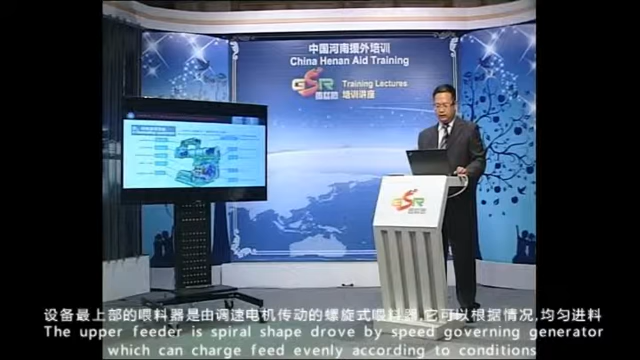 中国河南援外培训
China Henan Aid Training
GSR
Training Lectures
培训讲座
GSR
设备最上部的喂料器是由调速电机传动的螺旋式喂料器,它可以根据情况,均匀进料
The upper feeder is spiral shape drove by speed governing generator
which can charge feed evenly according to conditions